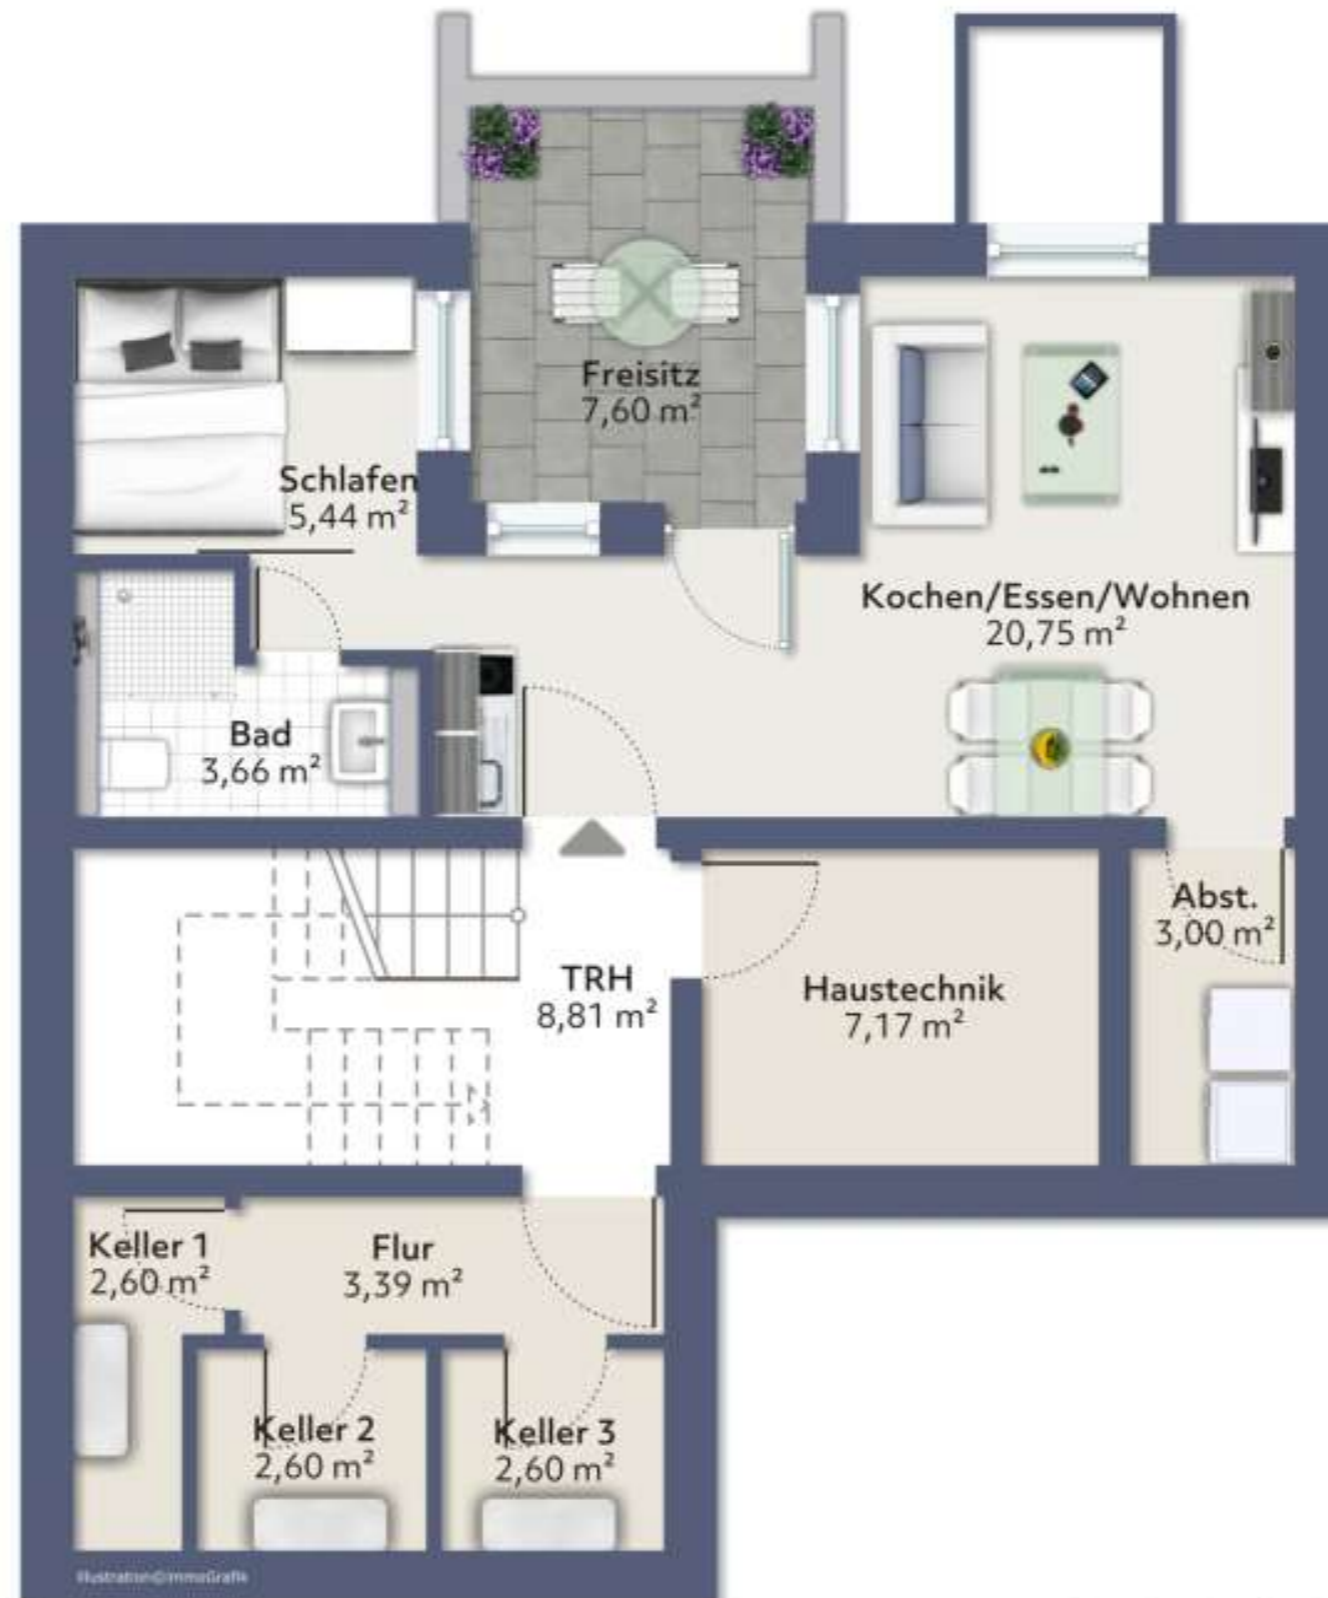 Freisitz
7,60 m²
Schlafen
5,44 m²
Kochen/Essen/Wohnen
20,75 m²
Bad
3,66 m²
Abst.
3,00 m²
TRH
8,81 m²
Haustechnik
7,17 m²
Keller 1
2,60 m²
Flur
3,39 m²
Keller 2
2,60 m²
Keller 3
2,60 m²
Illustration©ImmoGrafik